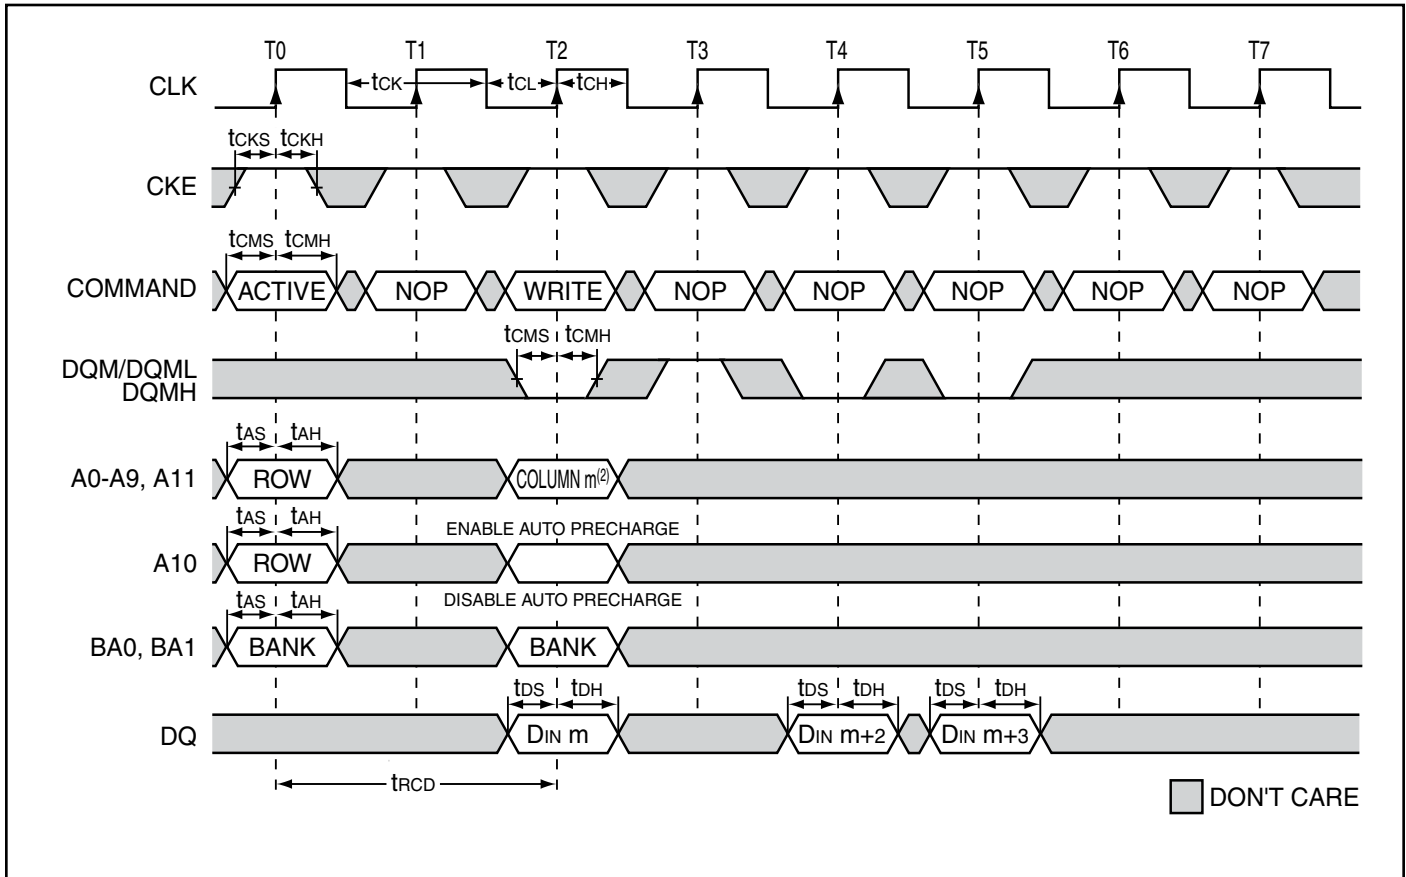 T0 T1 T2 T3 T4 T5 T6 T7
CLK tCK tCL tCH
tCKS tCKH
CKE
tCMS tCMH
COMMAND ACTIVE NOP WRITE NOP NOP NOP NOP NOP
tCMS tCMH
DQM/DQML
DQMH
tAS tAH
A0-A9, A11 ROW COLUMN m(2)
tAS tAH ENABLE AUTO PRECHARGE
A10 ROW
tAS tAH DISABLE AUTO PRECHARGE
BA0, BA1 BANK BANK
tDS tDH tDS tDH tDS tDH
DQ DIN m DIN m+2 DIN m+3
tRCD
DON'T CARE